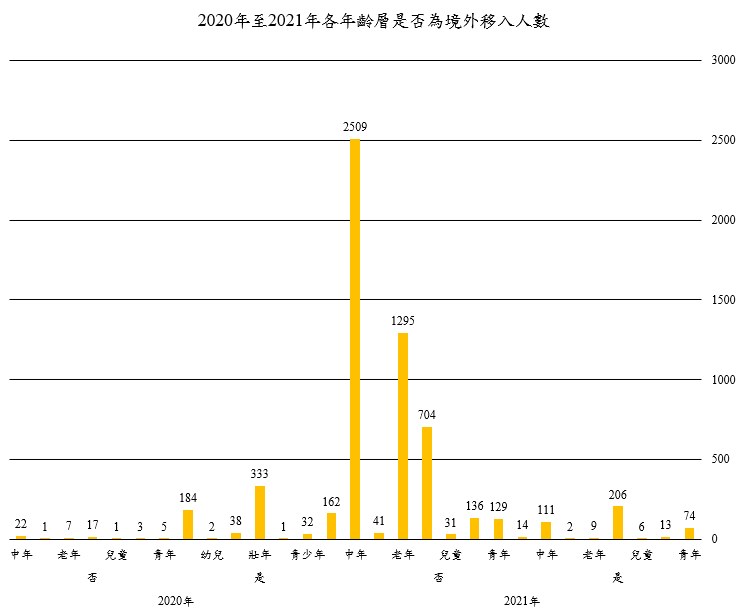 2020年至2021年各年齡層是否為境外移入人數
3000
2500
2000
1500
1000
500
0
22 1 7 17 1 3 5 184 2 38 333 1 32 162 2509 41 1295 704 31 136 129 14 111 2 9 206 6 13 74
中年 老年 兒童 青年 幼兒 壯年 青少年 中年 老年 兒童 青年 中年 老年 兒童 青年
否 是 否 是
2020年 2021年